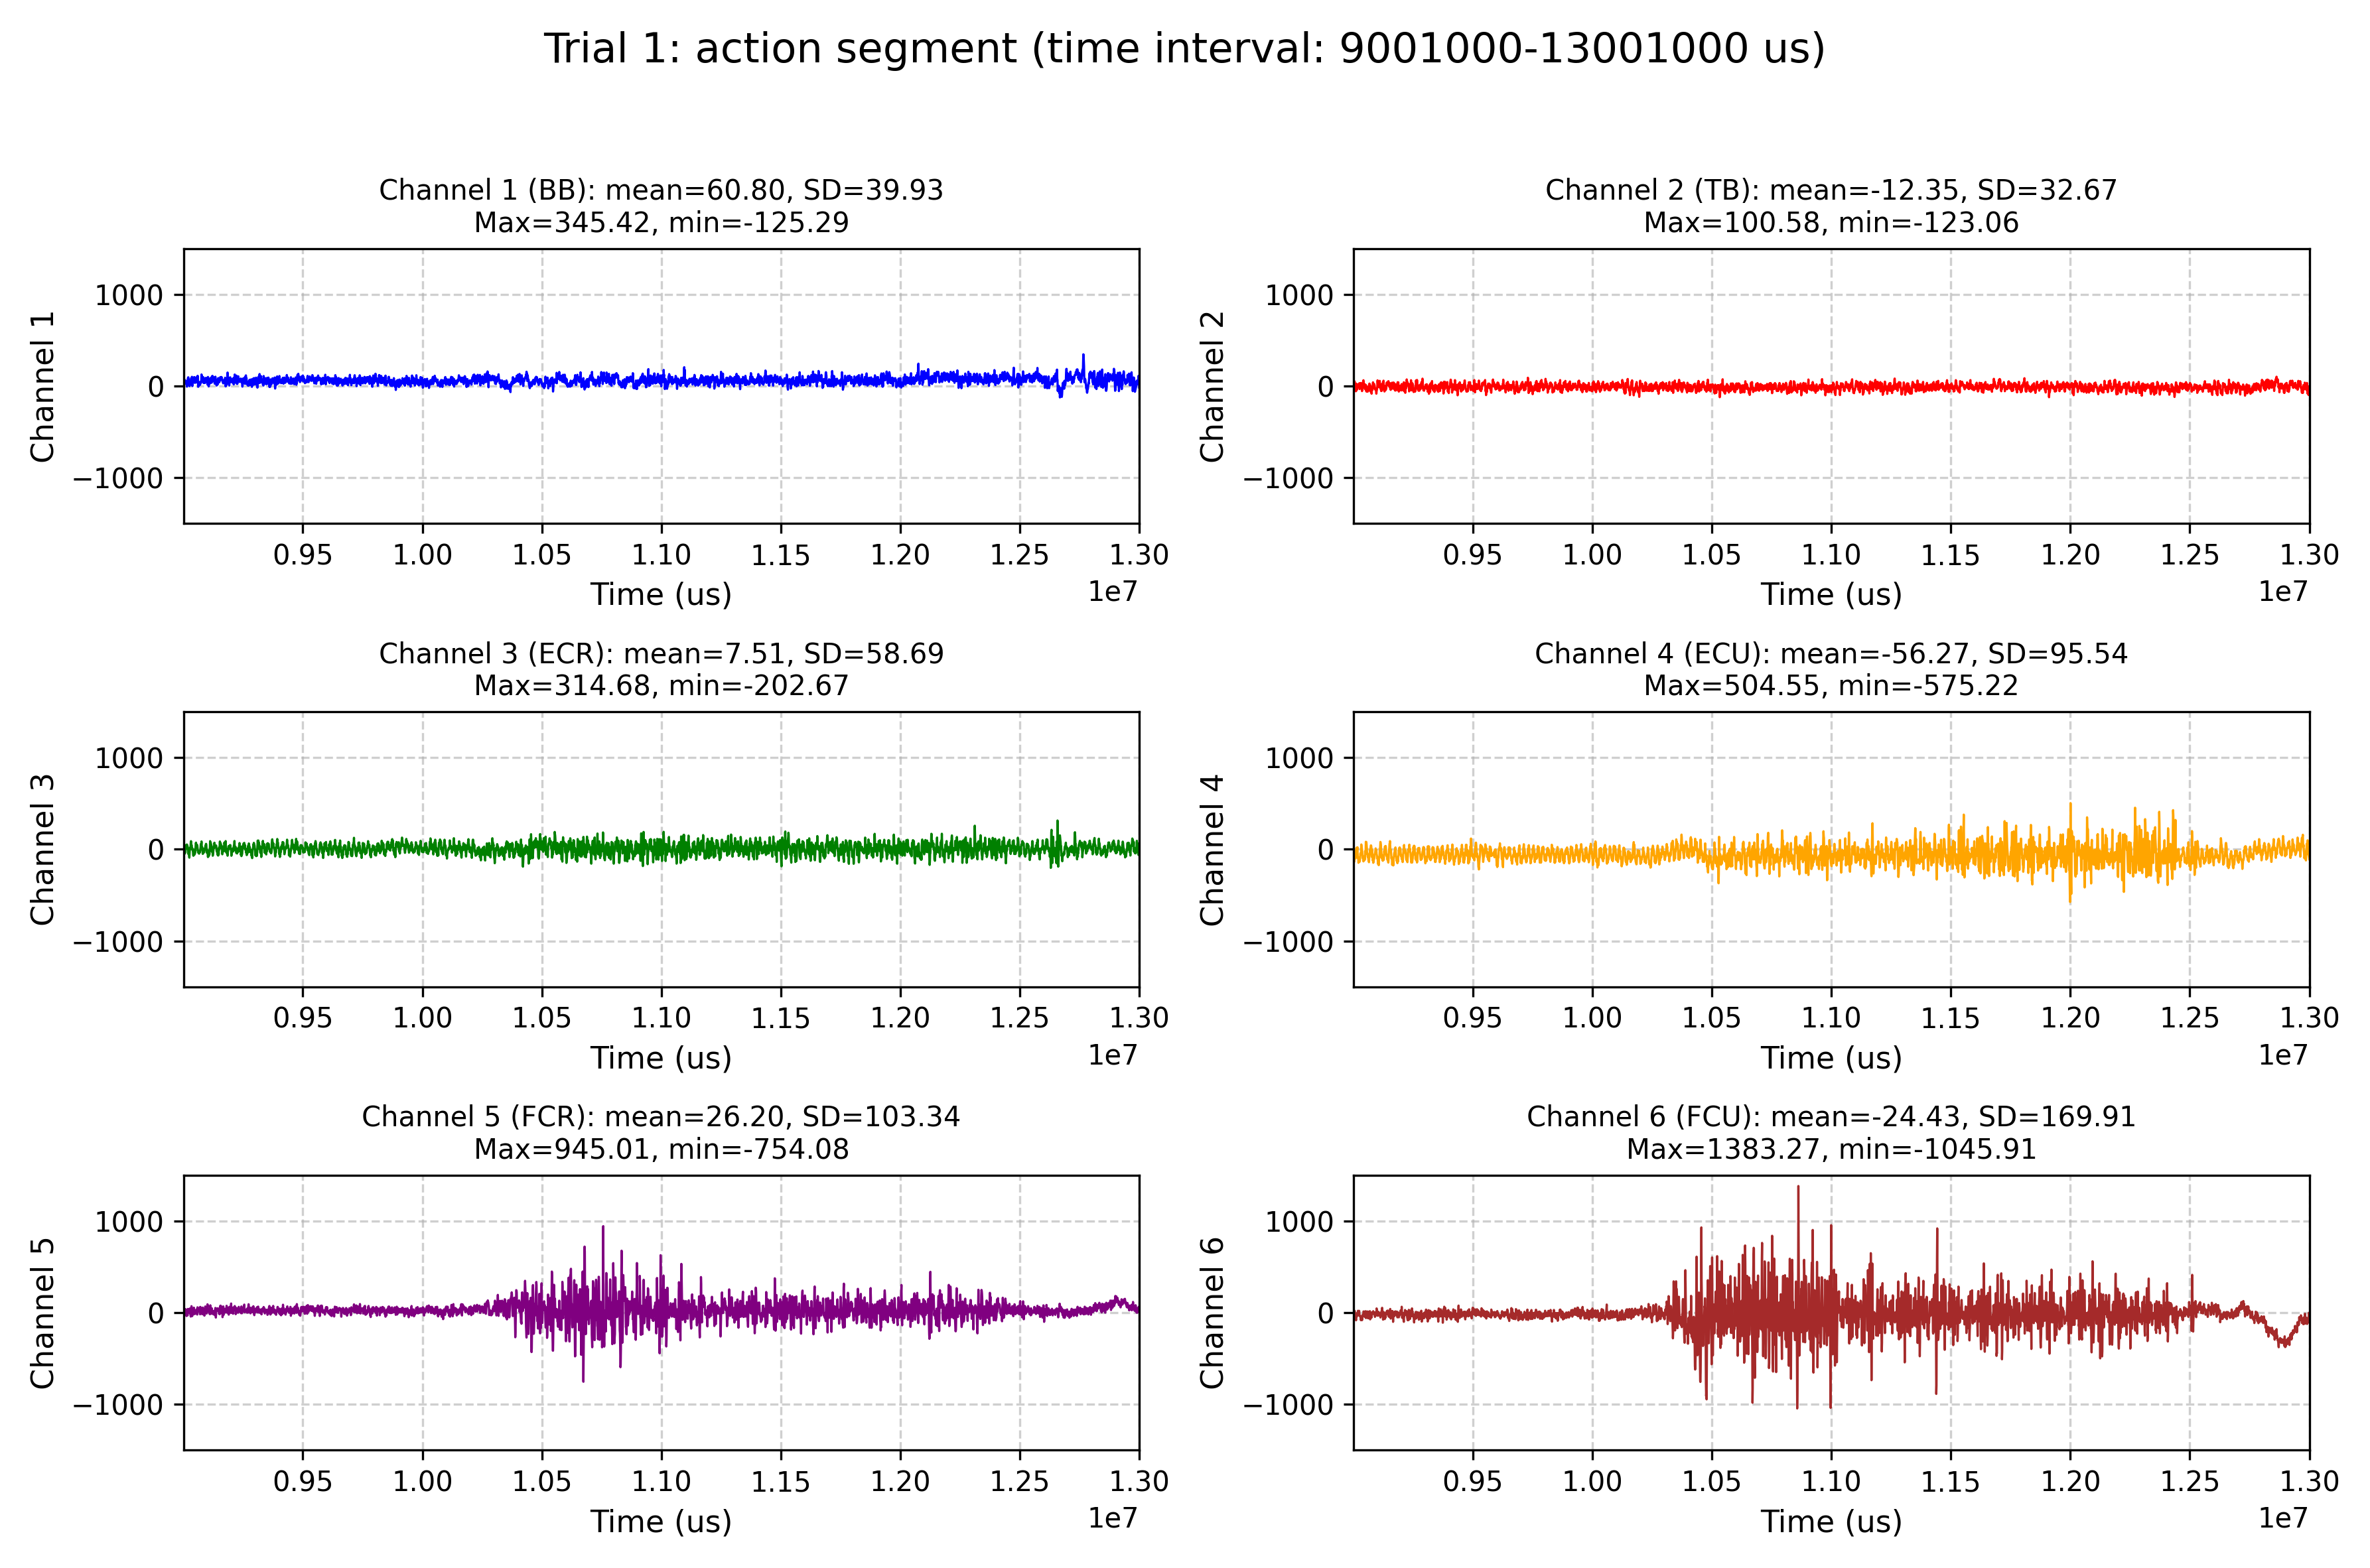 Trial 1: action segment (time interval: 9001000-13001000 us)
Channel 1 (BB): mean=60.80, SD=39.93
Max=345.42, min=-125.29
Channel 1
1000
0
−1000
0.95 1.00 1.05 1.10 1.15 1.20 1.25 1.30
Time (us)
1e7
Channel 2 (TB): mean=-12.35, SD=32.67
Max=100.58, min=-123.06
Channel 2
1000
0
−1000
0.95 1.00 1.05 1.10 1.15 1.20 1.25 1.30
Time (us)
1e7
Channel 3 (ECR): mean=7.51, SD=58.69
Max=314.68, min=-202.67
Channel 3
1000
0
−1000
0.95 1.00 1.05 1.10 1.15 1.20 1.25 1.30
Time (us)
1e7
Channel 4 (ECU): mean=-56.27, SD=95.54
Max=504.55, min=-575.22
Channel 4
1000
0
−1000
0.95 1.00 1.05 1.10 1.15 1.20 1.25 1.30
Time (us)
1e7
Channel 5 (FCR): mean=26.20, SD=103.34
Max=945.01, min=-754.08
Channel 5
1000
0
−1000
0.95 1.00 1.05 1.10 1.15 1.20 1.25 1.30
Time (us)
1e7
Channel 6 (FCU): mean=-24.43, SD=169.91
Max=1383.27, min=-1045.91
Channel 6
1000
0
−1000
0.95 1.00 1.05 1.10 1.15 1.20 1.25 1.30
Time (us)
1e7